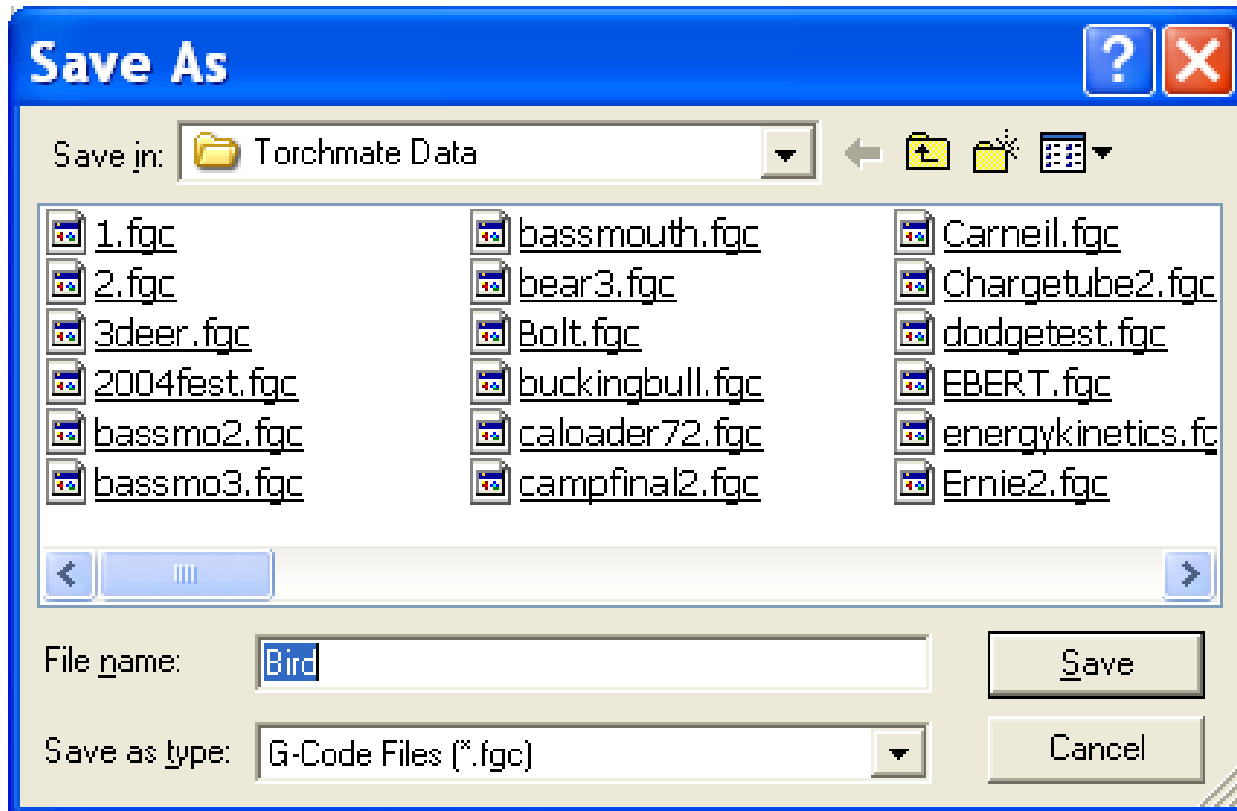 Save As
Save in: Torchmate Data
1.fgc bassmouth.fgc Carneil.fgc
2.fgc bear3.fgc Chargetube2.fgc
3deer.fgc Bolt.fgc dodgetest.fgc
2004fest.fgc buckingbull.fgc EBERT.fgc
bassmo2.fgc caloader72.fgc energykinetics.fc
bassmo3.fgc campfinal2.fgc Ernie2.fgc
File name: Bird Save
Save as type: G-Code Files (*.fgc) Cancel